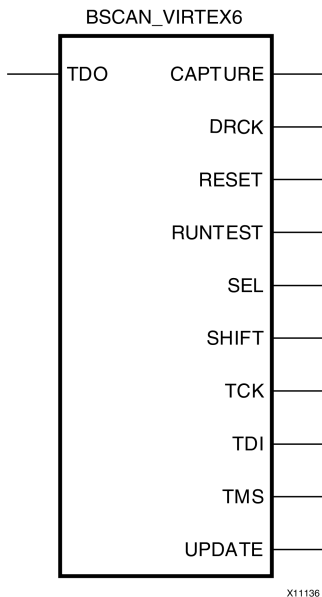 BSCAN_VIRTEX6
TDO CAPTURE
DRCK
RESET
RUNTEST
SEL
SHIFT
TCK
TDI
TMS
UPDATE
X11136